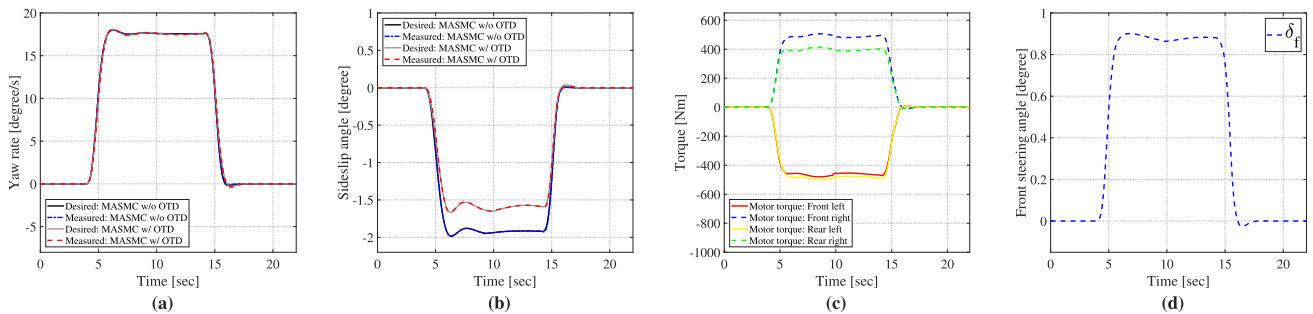 Yaw rate [degree/s]
20
15
10
5
0
-5
Desired: MASMC w/o OTD
Measured: MASMC w/o OTD
Desired: MASMC w/ OTD
Measured: MASMC w/ OTD
0 5 10 15 20
Time [sec]
(a)
Sideslip angle [degree]
1
0.5
0
-0.5
-1
-1.5
-2
Desired: MASMC w/o OTD
Measured: MASMC w/o OTD
Desired: MASMC w/ OTD
Measured: MASMC w/ OTD
0 5 10 15 20
Time [sec]
(b)
Torque [Nm]
600
400
200
0
-200
-400
-600
-800
-1000
Motor torque: Front left
Motor torque: Front right
Motor torque: Rear left
Motor torque: Rear right
0 5 10 15 20
Time [sec]
(c)
Front steering angle [degree]
1
0.8
0.6
0.4
0.2
0
δf
0 5 10 15 20
Time [sec]
(d)